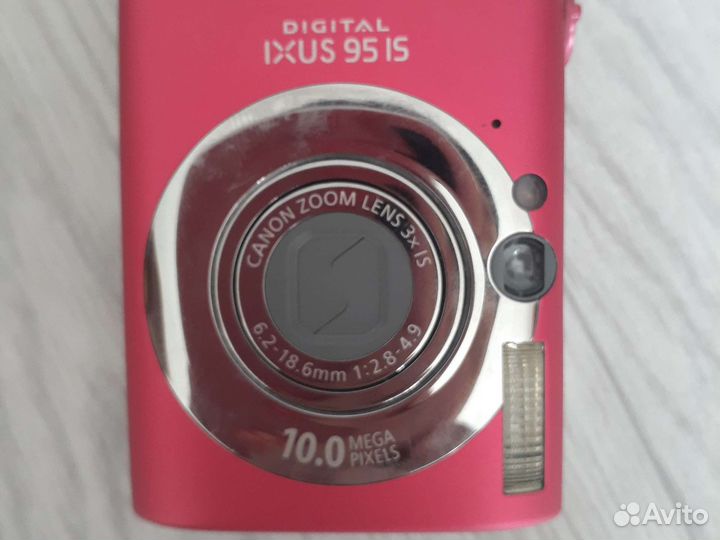 DIGITAL
IXUS 95 IS
CANON ZOOM LENS 3x IS
6.2-18.6mm 1:2.8-4.9
10.0 MEGA
PIXELS
Avito